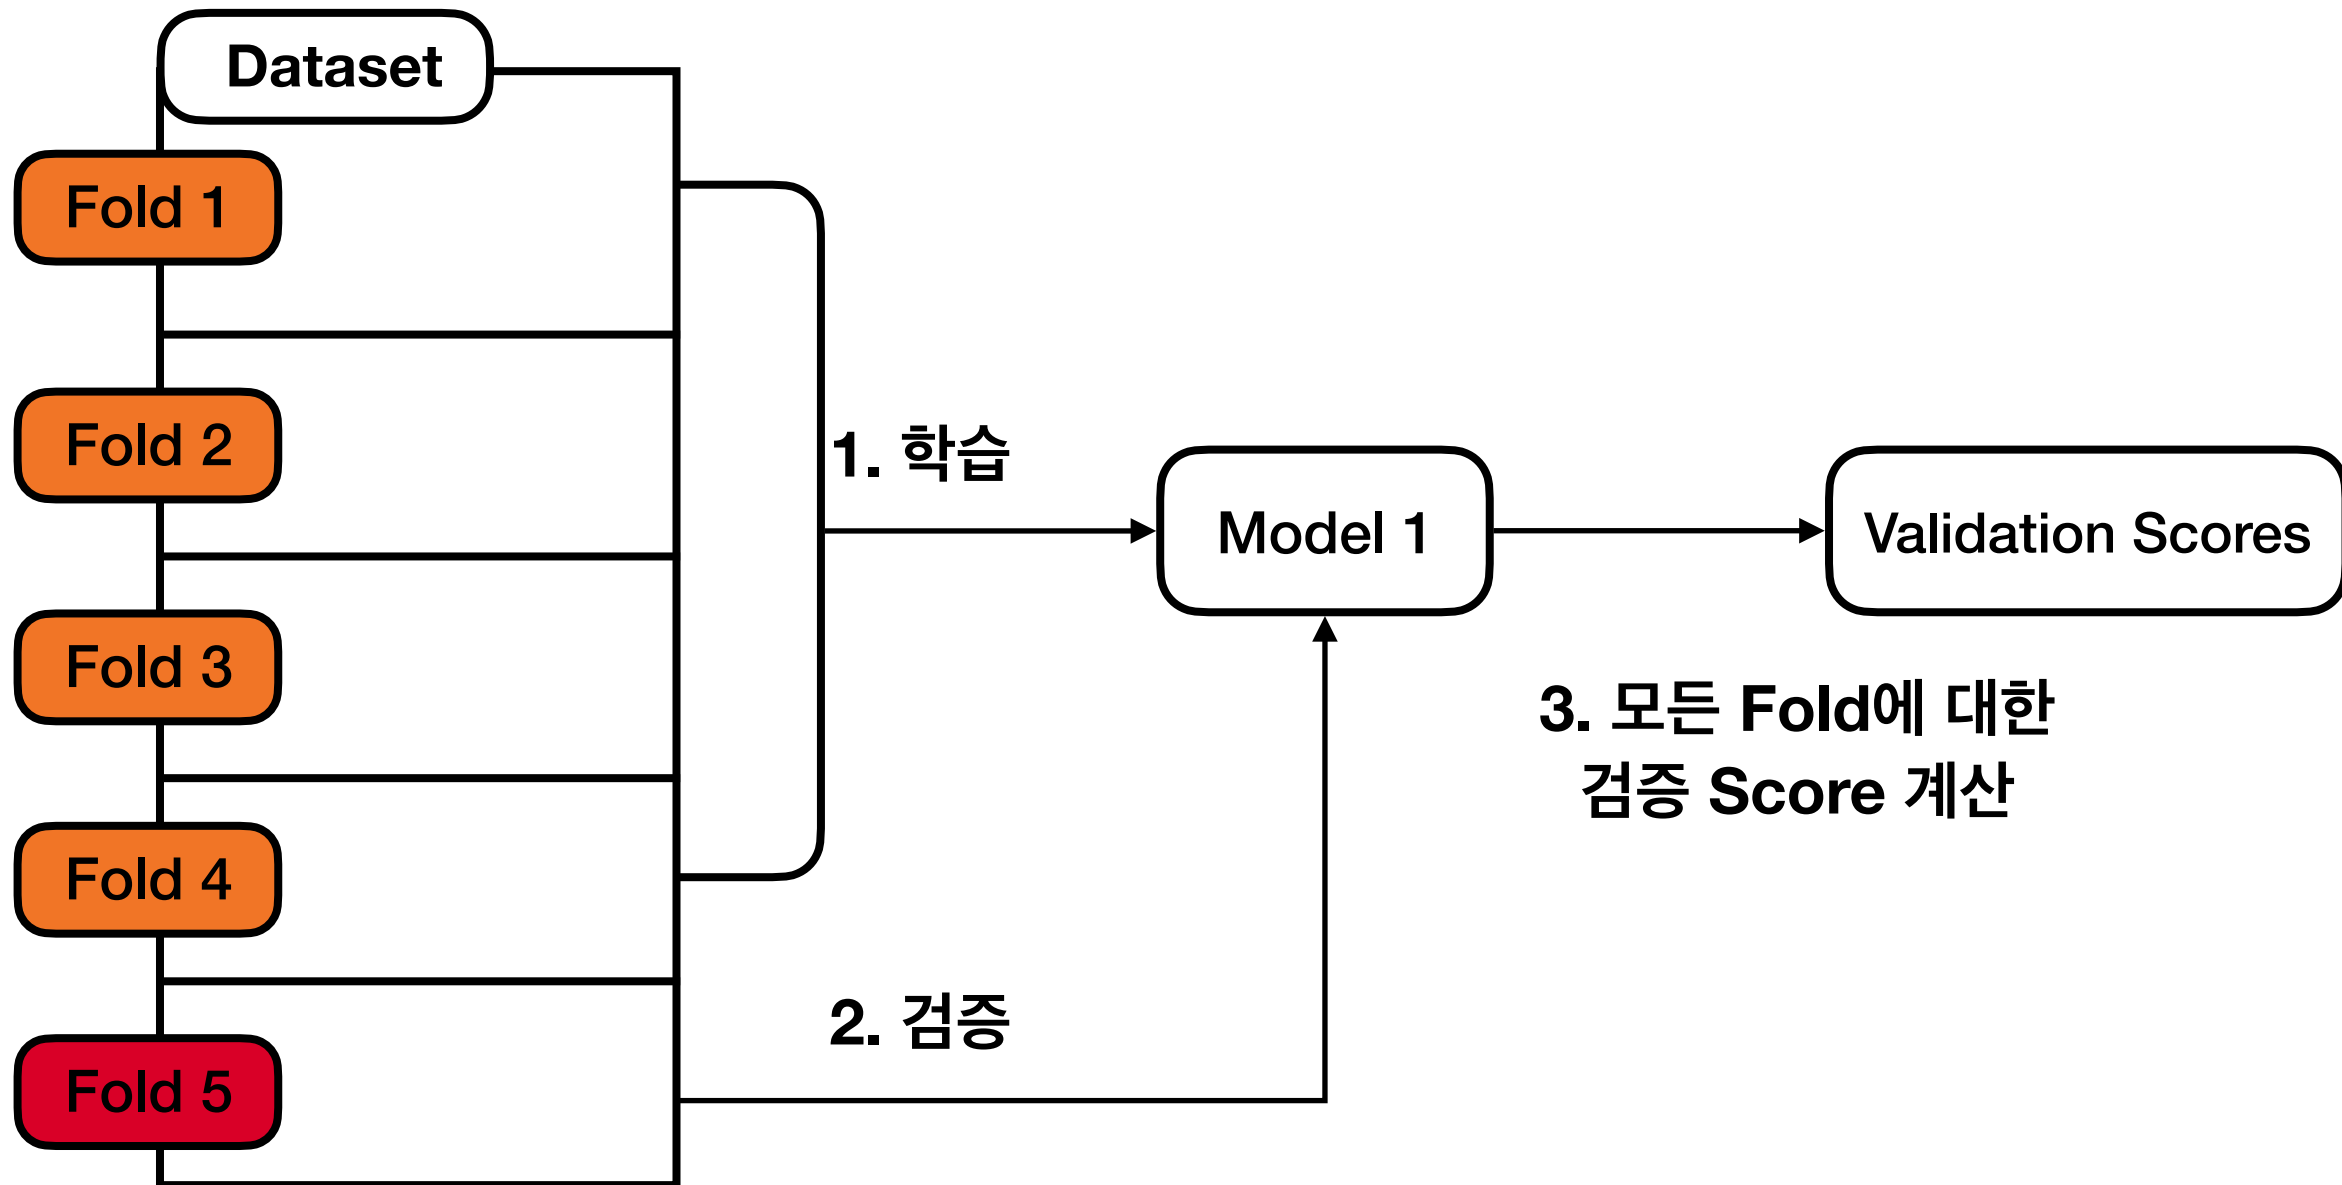 Dataset
Fold 1
Fold 2
Fold 3
Fold 4
Fold 5
1. 학습
2. 검증
Model 1
Validation Scores
3. 모든 Fold에 대한
검증 Score 계산